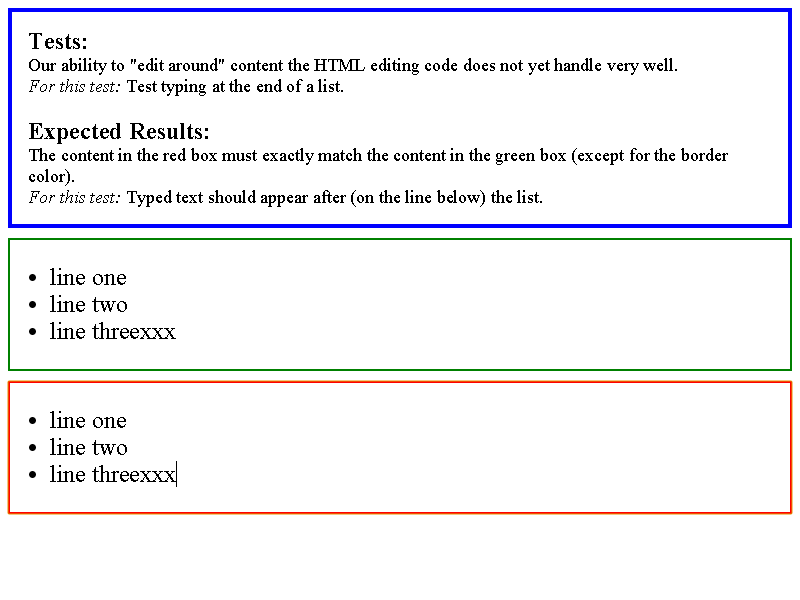 Tests:
Our ability to "edit around" content the HTML editing code does not yet handle very well.
For this test: Test typing at the end of a list.
Expected Results:
The content in the red box must exactly match the content in the green box (except for the border
color).
For this test: Typed text should appear after (on the line below) the list.
• line one
• line two
• line threexxx
• line one
• line two
• line threexxx